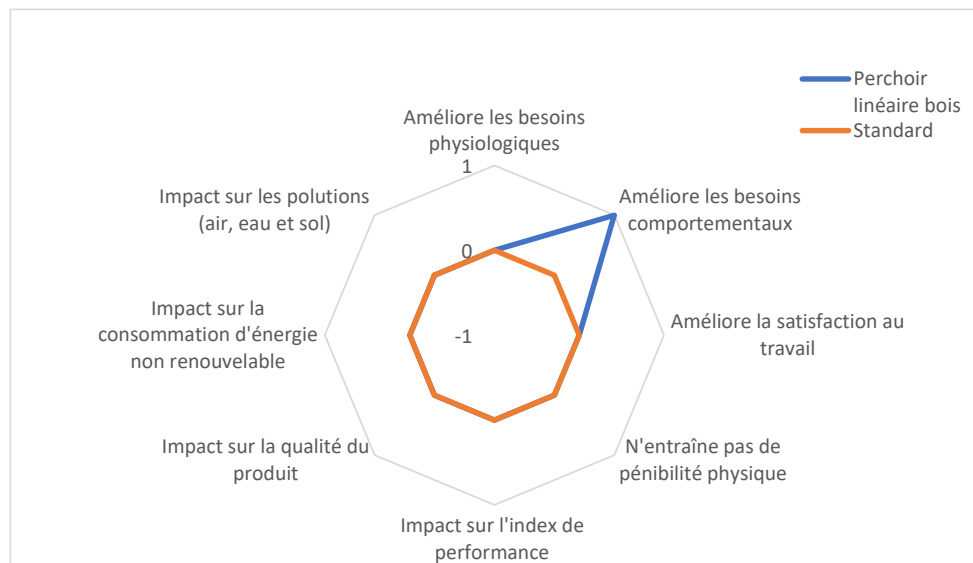 Perchoir
linéaire bois
Standard
Améliore les besoins
physiologiques
1
Impact sur les polutions
(air, eau et sol)
Améliore les besoins
comportementaux
0
Impact sur la
consommation d'énergie
non renouvelable
-1
Améliore la satisfaction au
travail
Impact sur la qualité du
produit
N'entraîne pas de
pénibilité physique
Impact sur l'index de
performance